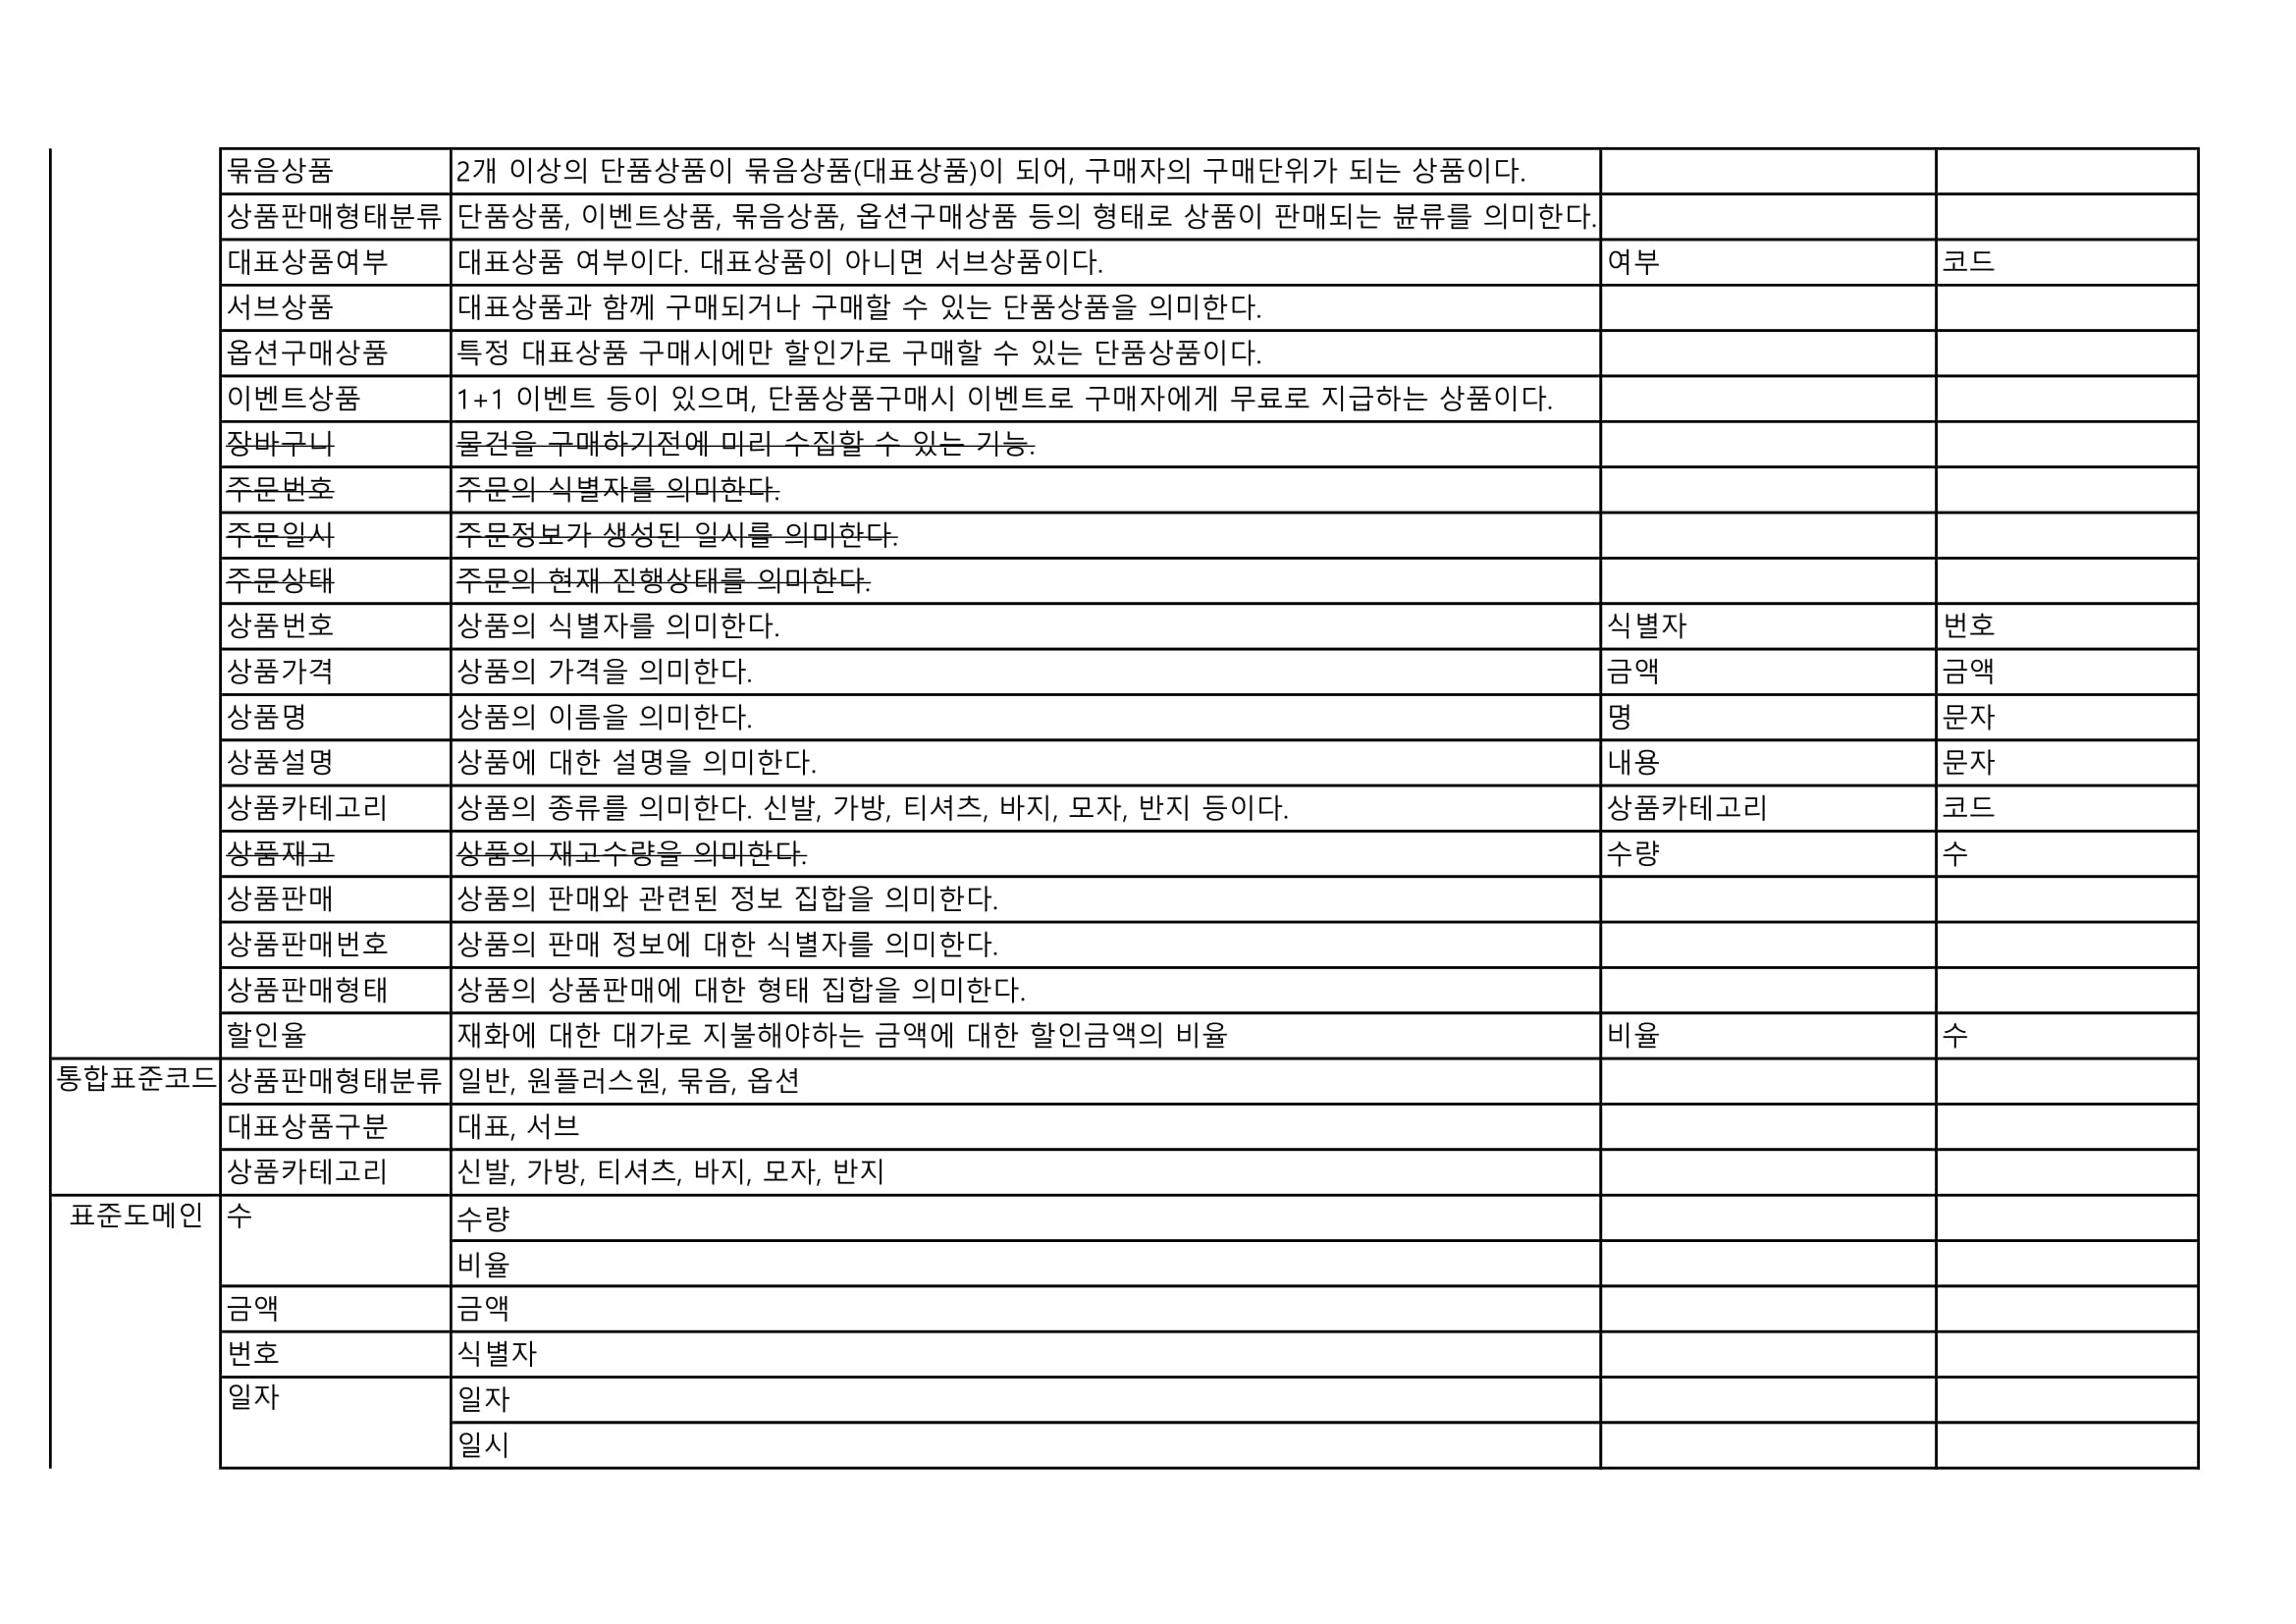 묶음상품 2개 이상의 단품상품이 묶음상품(대표상품)이 되어, 구매자의 구매단위가 되는 상품이다.
상품판매형태분류 단품상품, 이벤트상품, 묶음상품, 옵션구매상품 등의 형태로 상품이 판매되는 뷴류를 의미한다.
대표상품여부 대표상품 여부이다. 대표상품이 아니면 서브상품이다. 여부 코드
서브상품 대표상품과 함께 구매되거나 구매할 수 있는 단품상품을 의미한다.
옵션구매상품 특정 대표상품 구매시에만 할인가로 구매할 수 있는 단품상품이다.
이벤트상품 1+1 이벤트 등이 있으며, 단품상품구매시 이벤트로 구매자에게 무료로 지급하는 상품이다.
장바구니 물건을 구매하기전에 미리 수집할 수 있는 기능.
주문번호 주문의 식별자를 의미한다.
주문일시 주문정보가 생성된 일시를 의미한다.
주문상태 주문의 현재 진행상태를 의미한다.
상품번호 상품의 식별자를 의미한다. 식별자 번호
상품가격 상품의 가격을 의미한다. 금액 금액
상품명 상품의 이름을 의미한다. 명 문자
상품설명 상품에 대한 설명을 의미한다. 내용 문자
상품카테고리 상품의 종류를 의미한다. 신발, 가방, 티셔츠, 바지, 모자, 반지 등이다. 상품카테고리 코드
상품재고 상품의 재고수량을 의미한다. 수량 수
상품판매 상품의 판매와 관련된 정보 집합을 의미한다.
상품판매번호 상품의 판매 정보에 대한 식별자를 의미한다.
상품판매형태 상품의 상품판매에 대한 형태 집합을 의미한다.
할인율 재화에 대한 대가로 지불해야하는 금액에 대한 할인금액의 비율 비율 수
통합표준코드 상품판매형태분류 일반, 원플러스원, 묶음, 옵션
대표상품구분 대표, 서브
상품카테고리 신발, 가방, 티셔츠, 바지, 모자, 반지
표준도메인 수 수량
비율
금액 금액
번호 식별자
일자 일자
일시